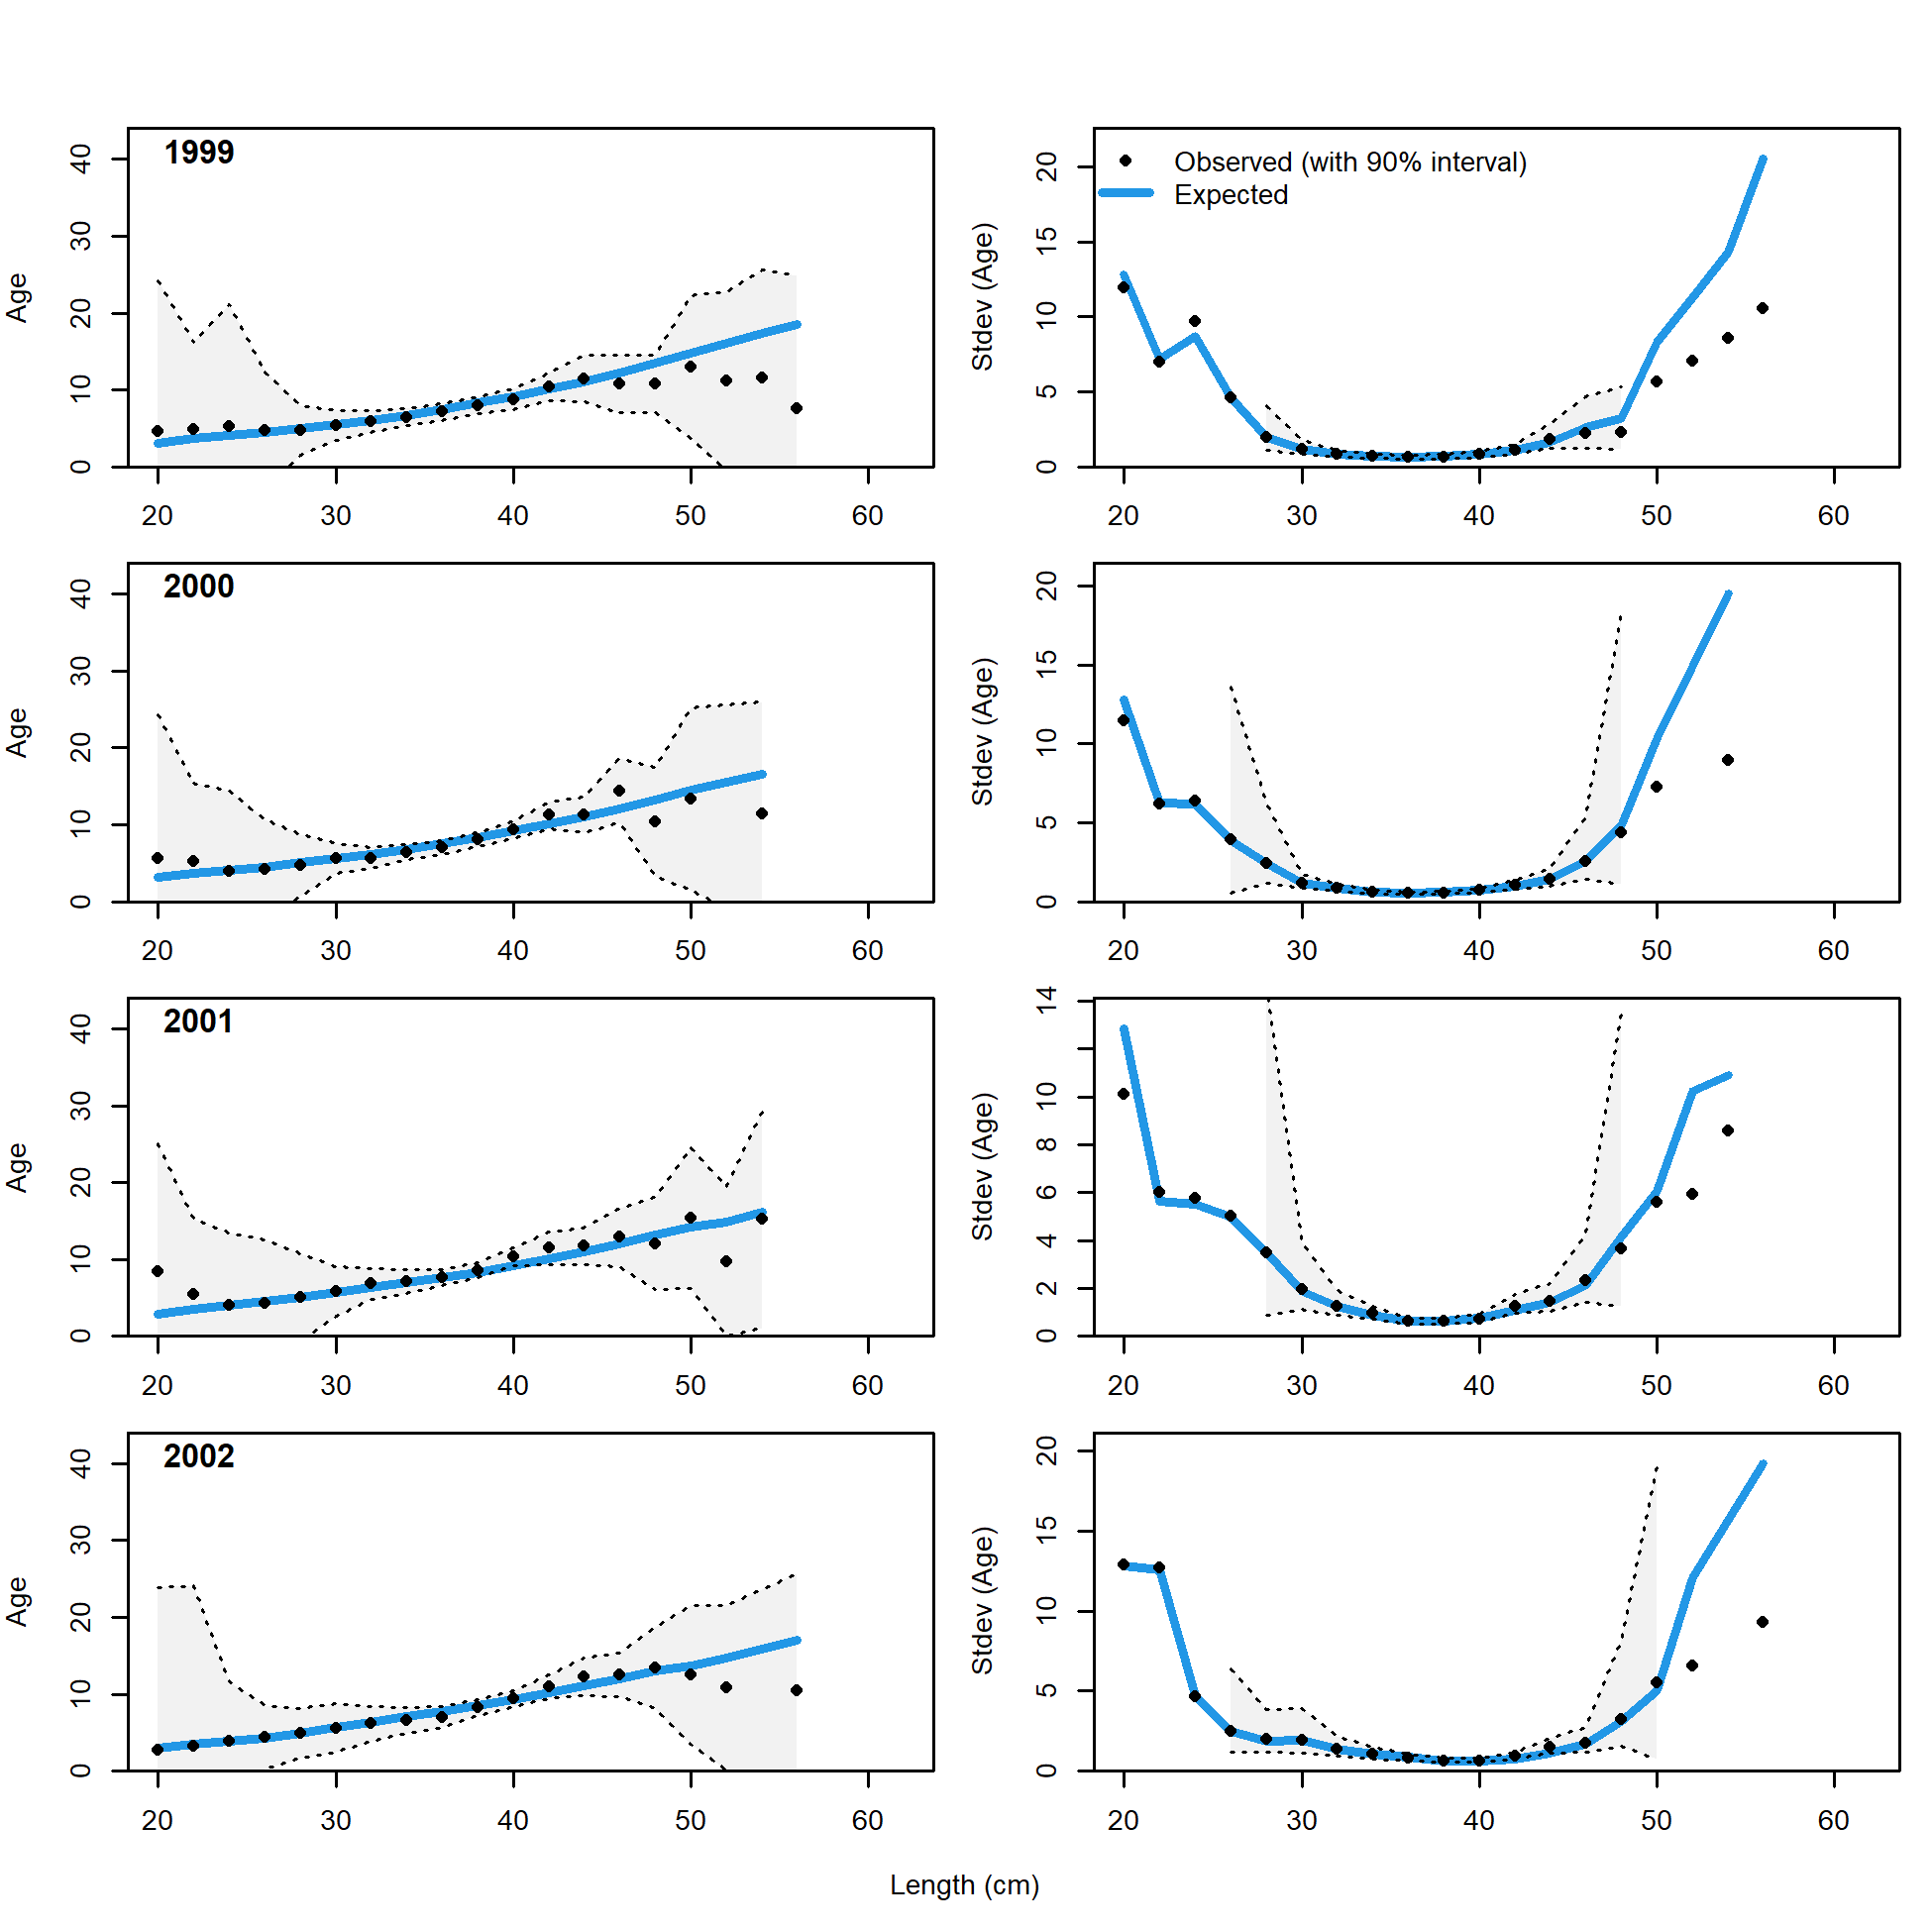 1999
Age
0 10 20 30 40
20 30 40 50 60
Observed (with 90% interval)
Expected
Stdev (Age)
0 5 10 15 20
20 30 40 50 60
2000
Age
0 10 20 30 40
20 30 40 50 60
Stdev (Age)
0 5 10 15 20
20 30 40 50 60
2001
Age
0 10 20 30 40
20 30 40 50 60
Stdev (Age)
0 2 4 6 8 10 14
20 30 40 50 60
2002
Age
0 10 20 30 40
20 30 40 50 60
Stdev (Age)
0 5 10 15 20
20 30 40 50 60
Length (cm)